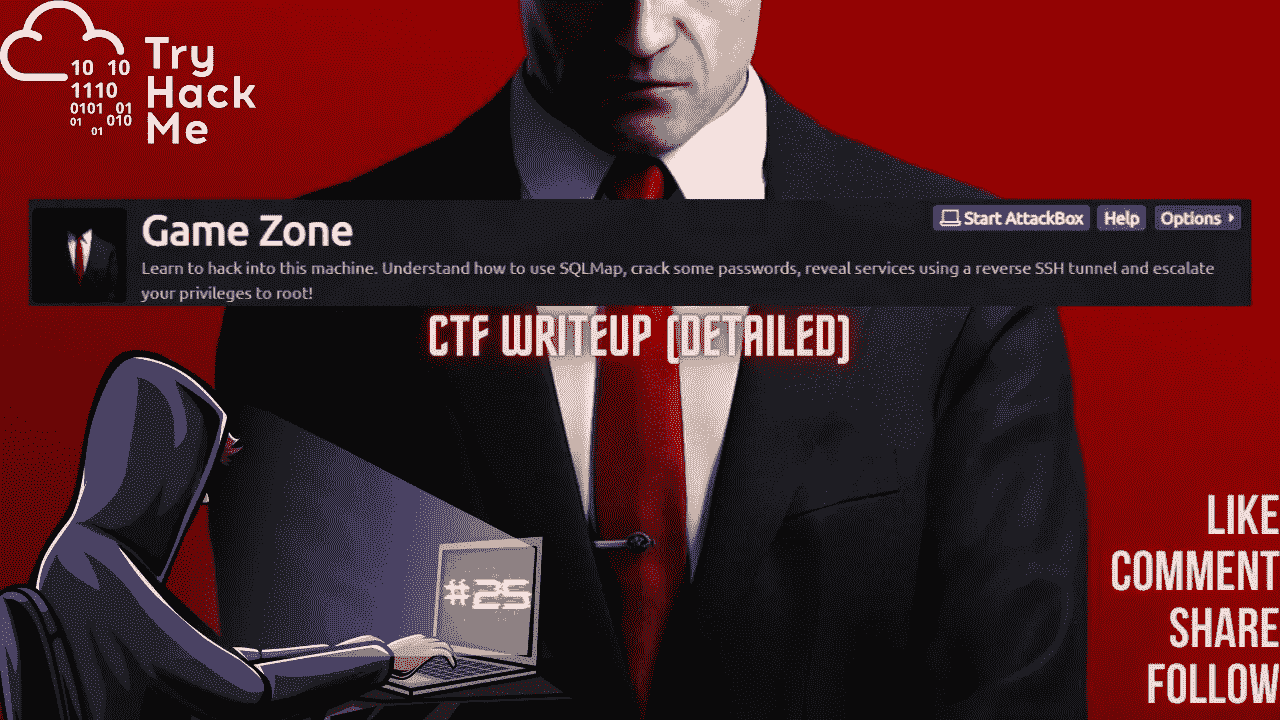 10 10
1110
0101 01
01 010
01
Try
Hack
Me
Game Zone
Start AttackBox
Help
Options
Learn to hack into this machine. Understand how to use SQLMap, crack some passwords, reveal services using a reverse SSH tunnel and escalate
your privileges to root!
CTF WRITEUP (DETAILED)
#25
LIKE
COMMENT
SHARE
FOLLOW